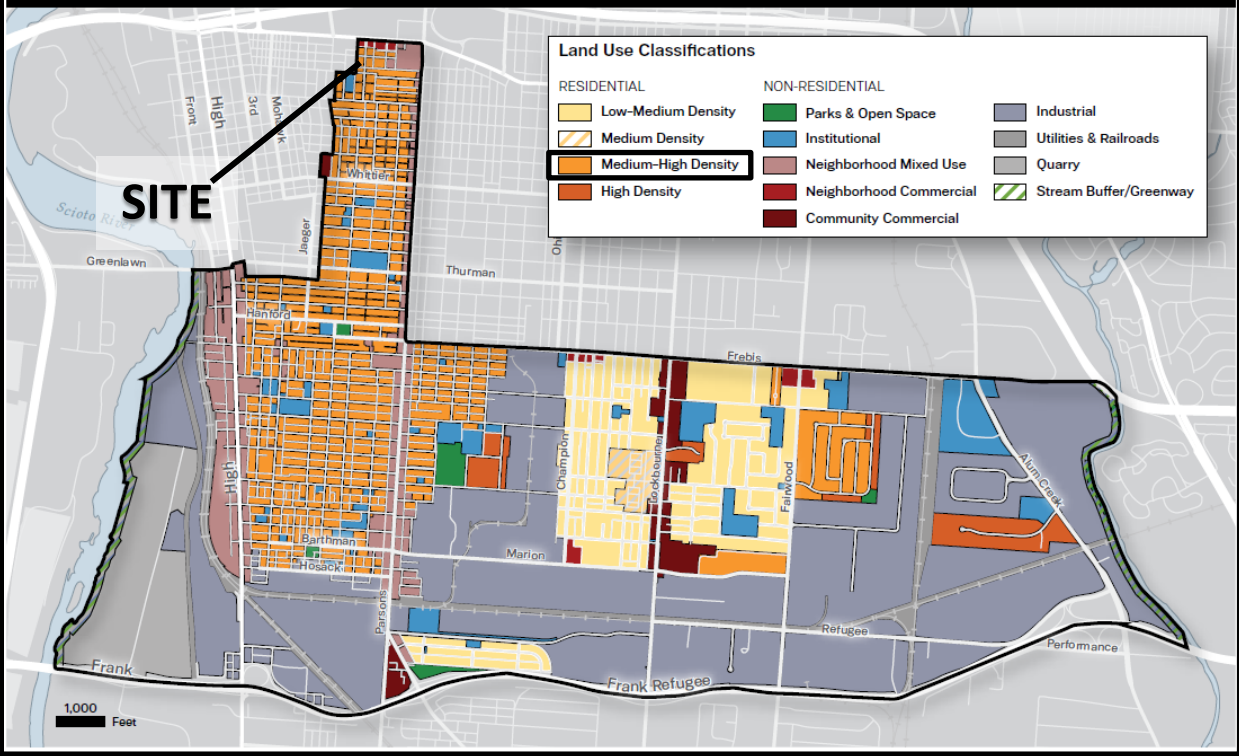 Land Use Classifications
RESIDENTIAL
Low–Medium Density
Medium Density
Medium–High Density
High Density
NON-RESIDENTIAL
Parks & Open Space
Institutional
Neighborhood Mixed Use
Neighborhood Commercial
Community Commercial
Industrial
Utilities & Railroads
Quarry
Stream Buffer/Greenway
Front
High
3rd
Mohawk
SITE
Whittier
Scioto River
Jaeger
Oh
Greenlawn
Thurman
Hanford
Frebis
High
Champion
Lockbourne
Fairwood
AlumCreek
Barthman
Hosack
Marion
Parsons
Refugee
Performance
Frank
Frank Refugee
1,000
Feet